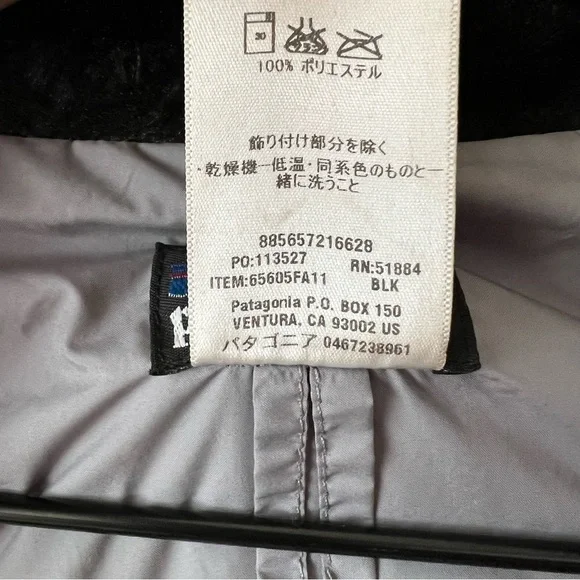 30
100% ポリエステル
飾り付け部分を除く
・乾燥機一低温・同系色のものと一
緒に洗うこと
885657216628
PO:113527 RN:51884
ITEM:65605FA11 BLK
Patagonia P.O. BOX 150
VENTURA, CA 93002 US
パタゴニア 0467238961